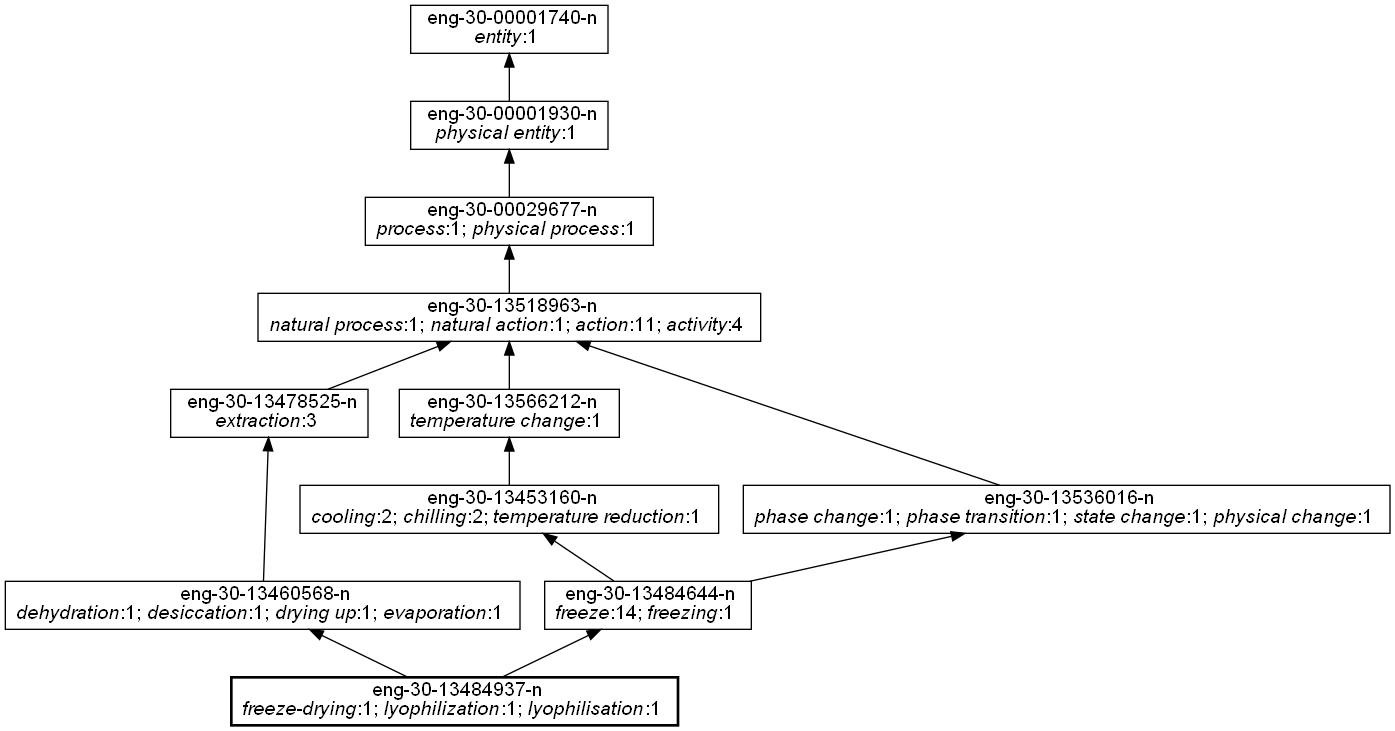 eng-30-00001740-n
entity:1
eng-30-00001930-n
physical entity:1
eng-30-00029677-n
process:1; physical process:1
eng-30-13518963-n
natural process:1; natural action:1; action:11; activity:4
eng-30-13478525-n
extraction:3
eng-30-13566212-n
temperature change:1
eng-30-13453160-n
cooling:2; chilling:2; temperature reduction:1
eng-30-13536016-n
phase change:1; phase transition:1; state change:1; physical change:1
eng-30-13460568-n
dehydration:1; desiccation:1; drying up:1; evaporation:1
eng-30-13484644-n
freeze:14; freezing:1
eng-30-13484937-n
freeze-drying:1; lyophilization:1; lyophilisation:1